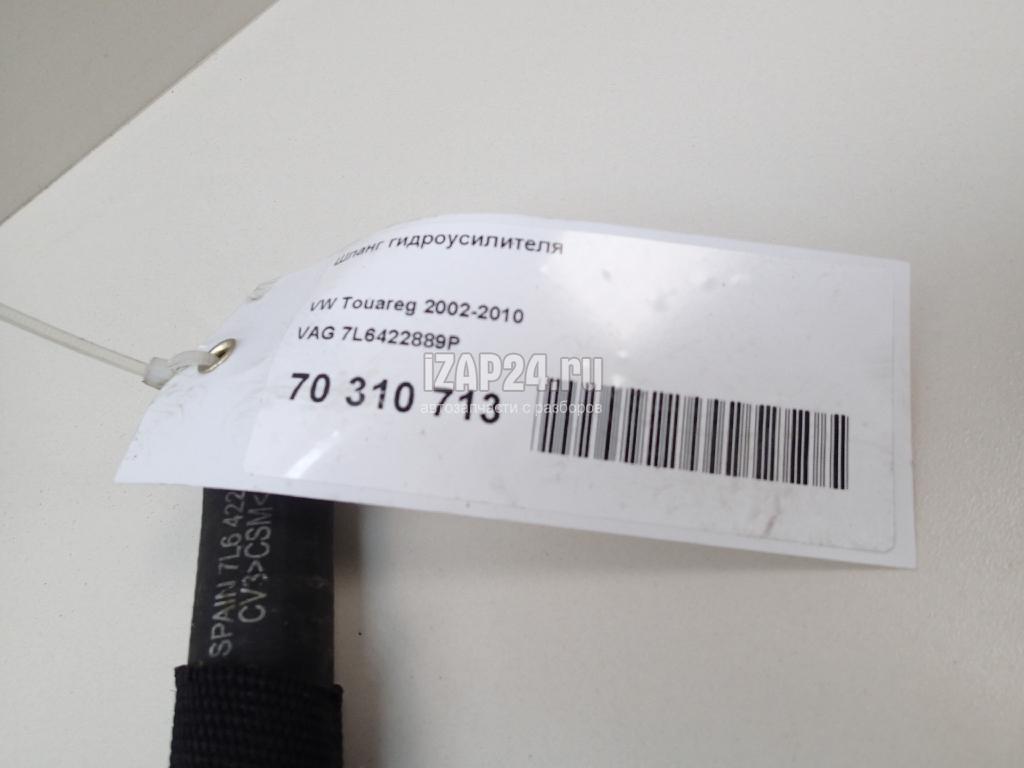 Шланг гидроусилителя
VW Touareg 2002-2010
VAG 7L6422889P
70 310 713
iZAP24.ru
автозапчасти с разборов
SPAIN 7L6 422
CV3>CSM<